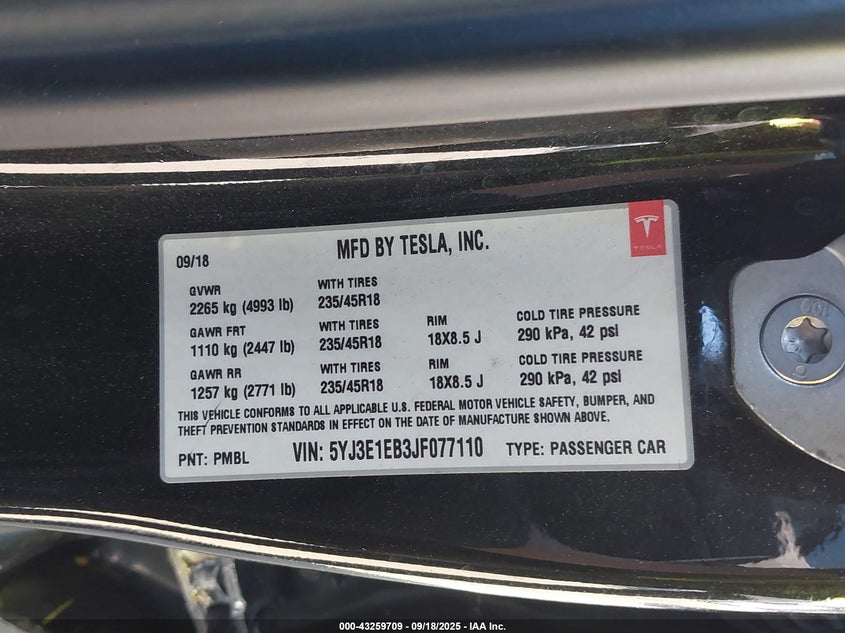 MFD BY TESLA, INC.
TESLA
09/18
GVWR WITH TIRES
2265 kg (4993 lb) 235/45R18
GAWR FRT WITH TIRES RIM COLD TIRE PRESSURE
1110 kg (2447 lb) 235/45R18 18X8.5 J 290 kPa, 42 psi
GAWR RR WITH TIRES RIM COLD TIRE PRESSURE
1257 kg (2771 lb) 235/45R18 18X8.5 J 290 kPa, 42 psi
THIS VEHICLE CONFORMS TO ALL APPLICABLE U.S. FEDERAL MOTOR VEHICLE SAFETY, BUMPER, AND
THEFT PREVENTION STANDARDS IN EFFECT ON THE DATE OF MANUFACTURE SHOWN ABOVE.
PNT: PMBL VIN: 5YJ3E1EB3JF077110 TYPE: PASSENGER CAR
000-43259709 - 09/18/2025 - IAA Inc.